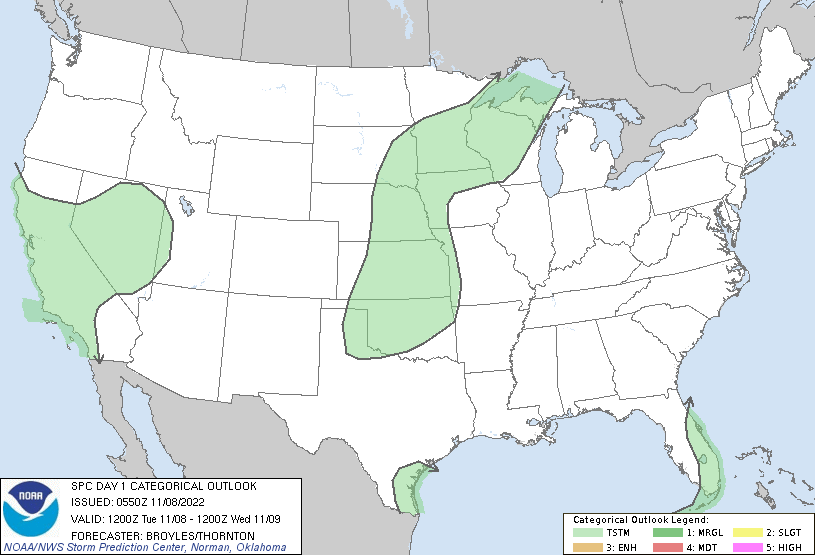 NOAA
SPC DAY 1 CATEGORICAL OUTLOOK
ISSUED: 0550Z 11/08/2022
VALID: 1200Z Tue 11/08 - 1200Z Wed 11/09
FORECASTER: BROYLES/THORNTON
NOAA/NWS Storm Prediction Center, Norman, Oklahoma
Categorical Outlook Legend:
TSTM 1: MRGL 2: SLGT
3: ENH 4: MDT 5: HIGH